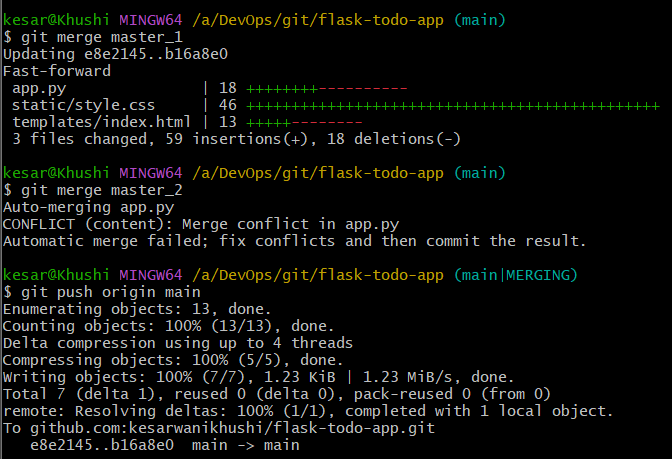 kesar@Khushi MINGW64 /a/DevOps/git/flask-todo-app (main)
$ git merge master_1
Updating e8e2145..b16a8e0
Fast-forward
 app.py              | 18 ++++++++----------
 static/style.css    | 46 ++++++++++++++++++++++++++++++++++++++++++++++
 templates/index.html | 13 +++++--------
 3 files changed, 59 insertions(+), 18 deletions(-)
kesar@Khushi MINGW64 /a/DevOps/git/flask-todo-app (main)
$ git merge master_2
Auto-merging app.py
CONFLICT (content): Merge conflict in app.py
Automatic merge failed; fix conflicts and then commit the result.
kesar@Khushi MINGW64 /a/DevOps/git/flask-todo-app (main|MERGING)
$ git push origin main
Enumerating objects: 13, done.
Counting objects: 100% (13/13), done.
Delta compression using up to 4 threads
Compressing objects: 100% (5/5), done.
Writing objects: 100% (7/7), 1.23 KiB | 1.23 MiB/s, done.
Total 7 (delta 1), reused 0 (delta 0), pack-reused 0 (from 0)
remote: Resolving deltas: 100% (1/1), completed with 1 local object.
To github.com:kesarwanikhushi/flask-todo-app.git
   e8e2145..b16a8e0  main -> main